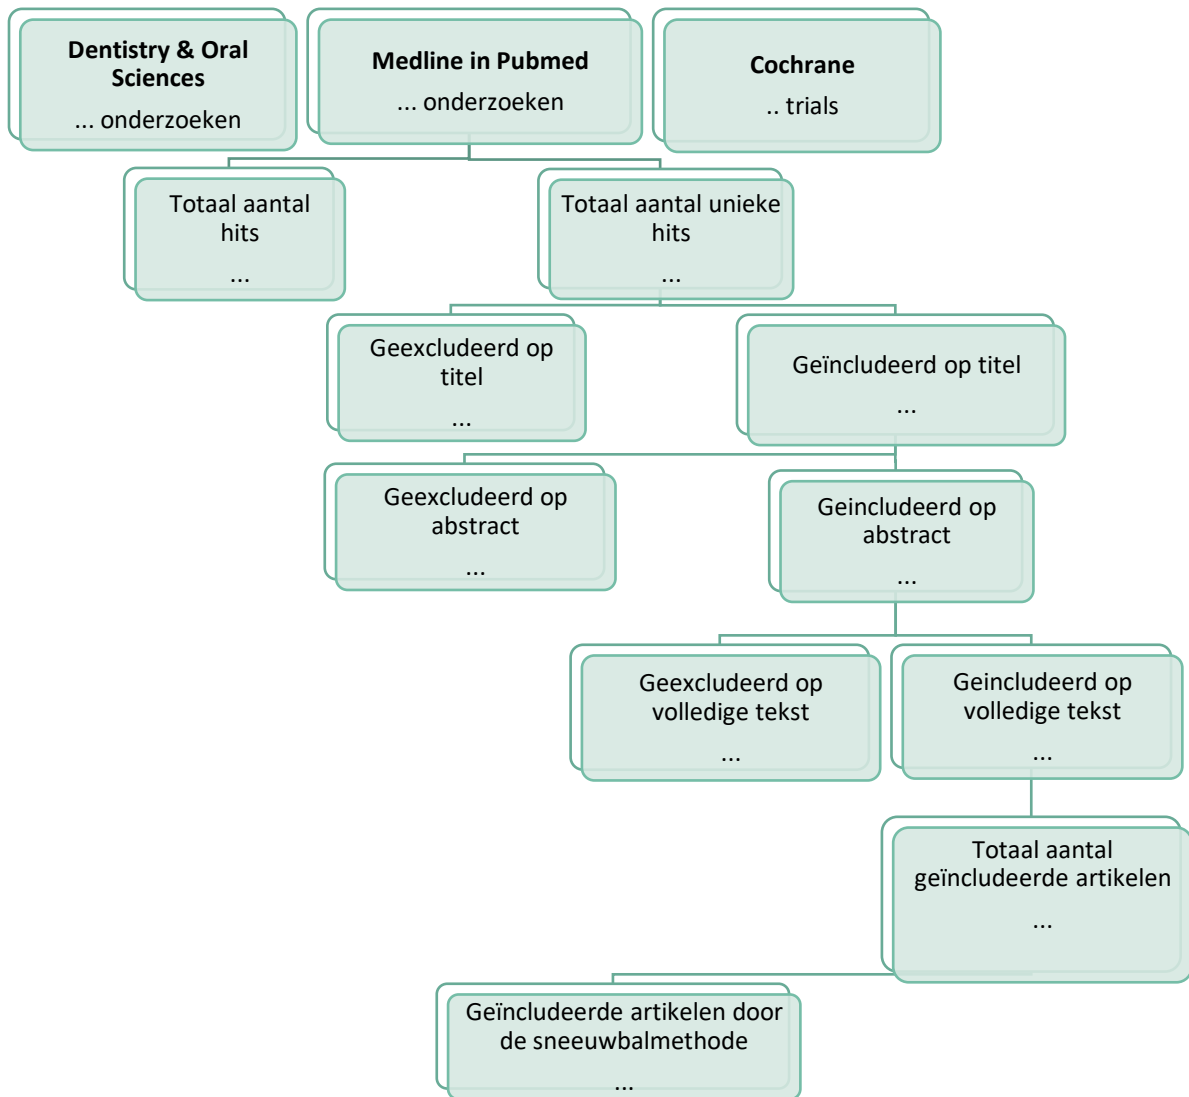 Dentistry & Oral
Sciences
... onderzoeken
Medline in Pubmed
... onderzoeken
Cochrane
.. trials
Totaal aantal
hits
...
Totaal aantal unieke
hits
...
Geexcludeerd op
titel
...
Geïncludeerd op titel
...
Geexcludeerd op
abstract
...
Geincludeerd op
abstract
...
Geexcludeerd op
volledige tekst
...
Geincludeerd op
volledige tekst
...
Totaal aantal
geïncludeerde artikelen
...
Geïncludeerde artikelen door
de sneeuwbalmethode
...